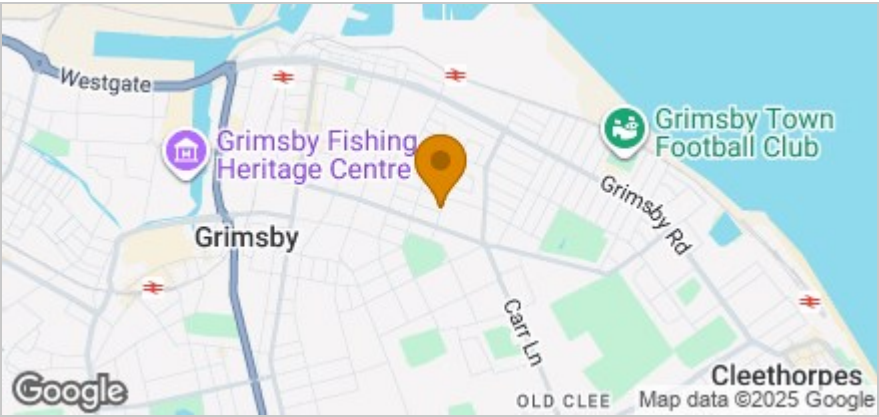 Westgate
Grimsby Fishing
Heritage Centre
Grimsby Town
Football Club
Grimsby Rd
Grimsby
Carr Ln
Cleethorpes
OLD CLEE
Google
Map data ©2025 Google